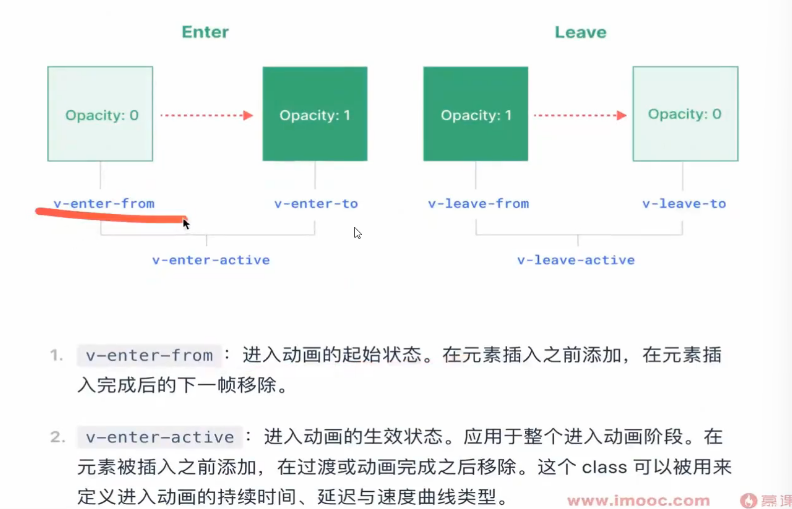 Enter Leave
Opacity: 0 Opacity: 1 Opacity: 1 Opacity: 0
v-enter-from v-enter-to v-leave-from v-leave-to
v-enter-active v-leave-active
1. v-enter-from：进入动画的起始状态。在元素插入之前添加，在元素插
入完成后的下一帧移除。
2. v-enter-active：进入动画的生效状态。应用于整个进入动画阶段。在
元素被插入之前添加，在过渡或动画完成之后移除。这个 class 可以被用来
定义进入动画的持续时间、延迟与速度曲线类型。
www.imooc.com 慕课